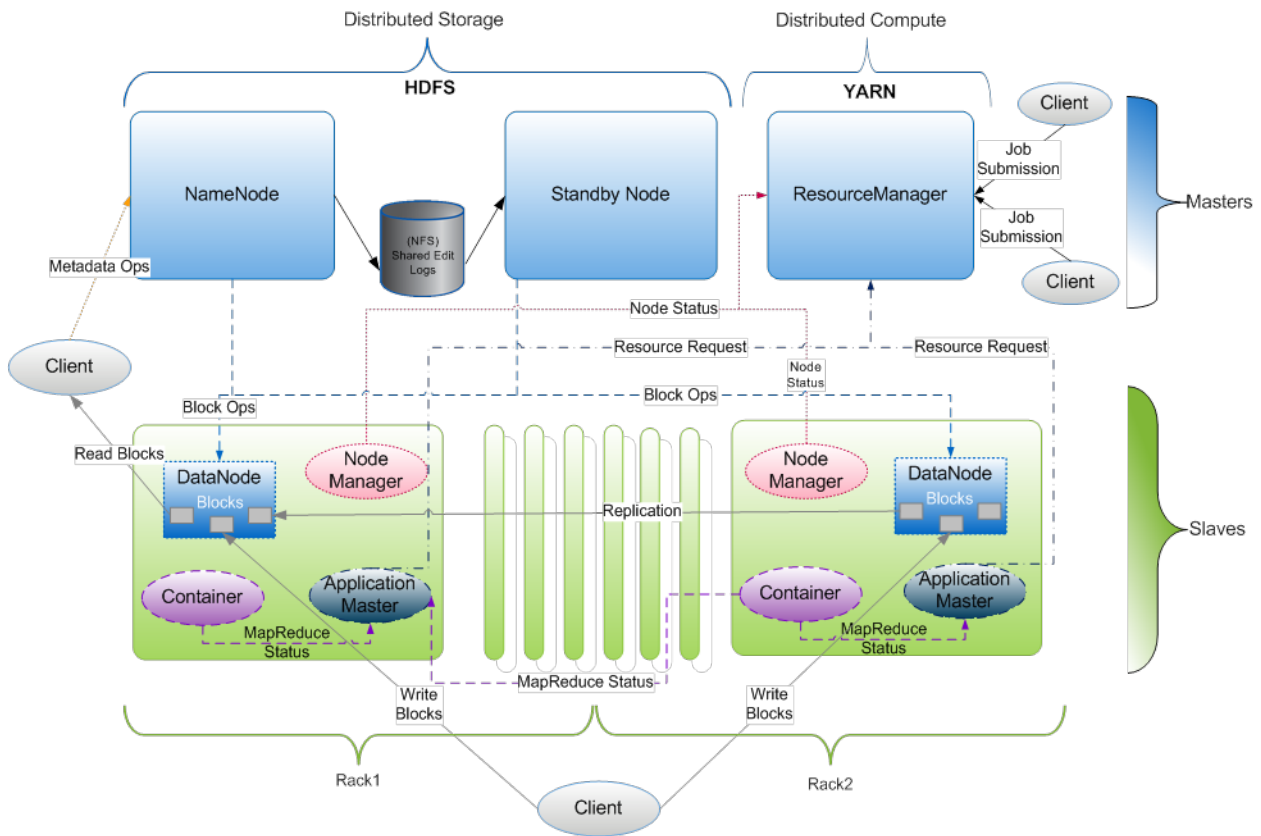 Distributed Storage
Distributed Compute
HDFS
YARN
Client
NameNode
Standby Node
ResourceManager
Job
Submission
Masters
(NFS)
Shared Edit
Logs
Job
Submission
Metadata Ops
Client
Node Status
Client
Resource Request
Resource Request
Node
Status
Block Ops
Block Ops
Read Blocks
Node
Manager
Node
Manager
DataNode
Blocks
DataNode
Blocks
Replication
Slaves
Container
Application
Master
Container
Application
Master
MapReduce
Status
MapReduce
Status
MapReduce Status
Write
Blocks
Write
Blocks
Rack1
Rack2
Client